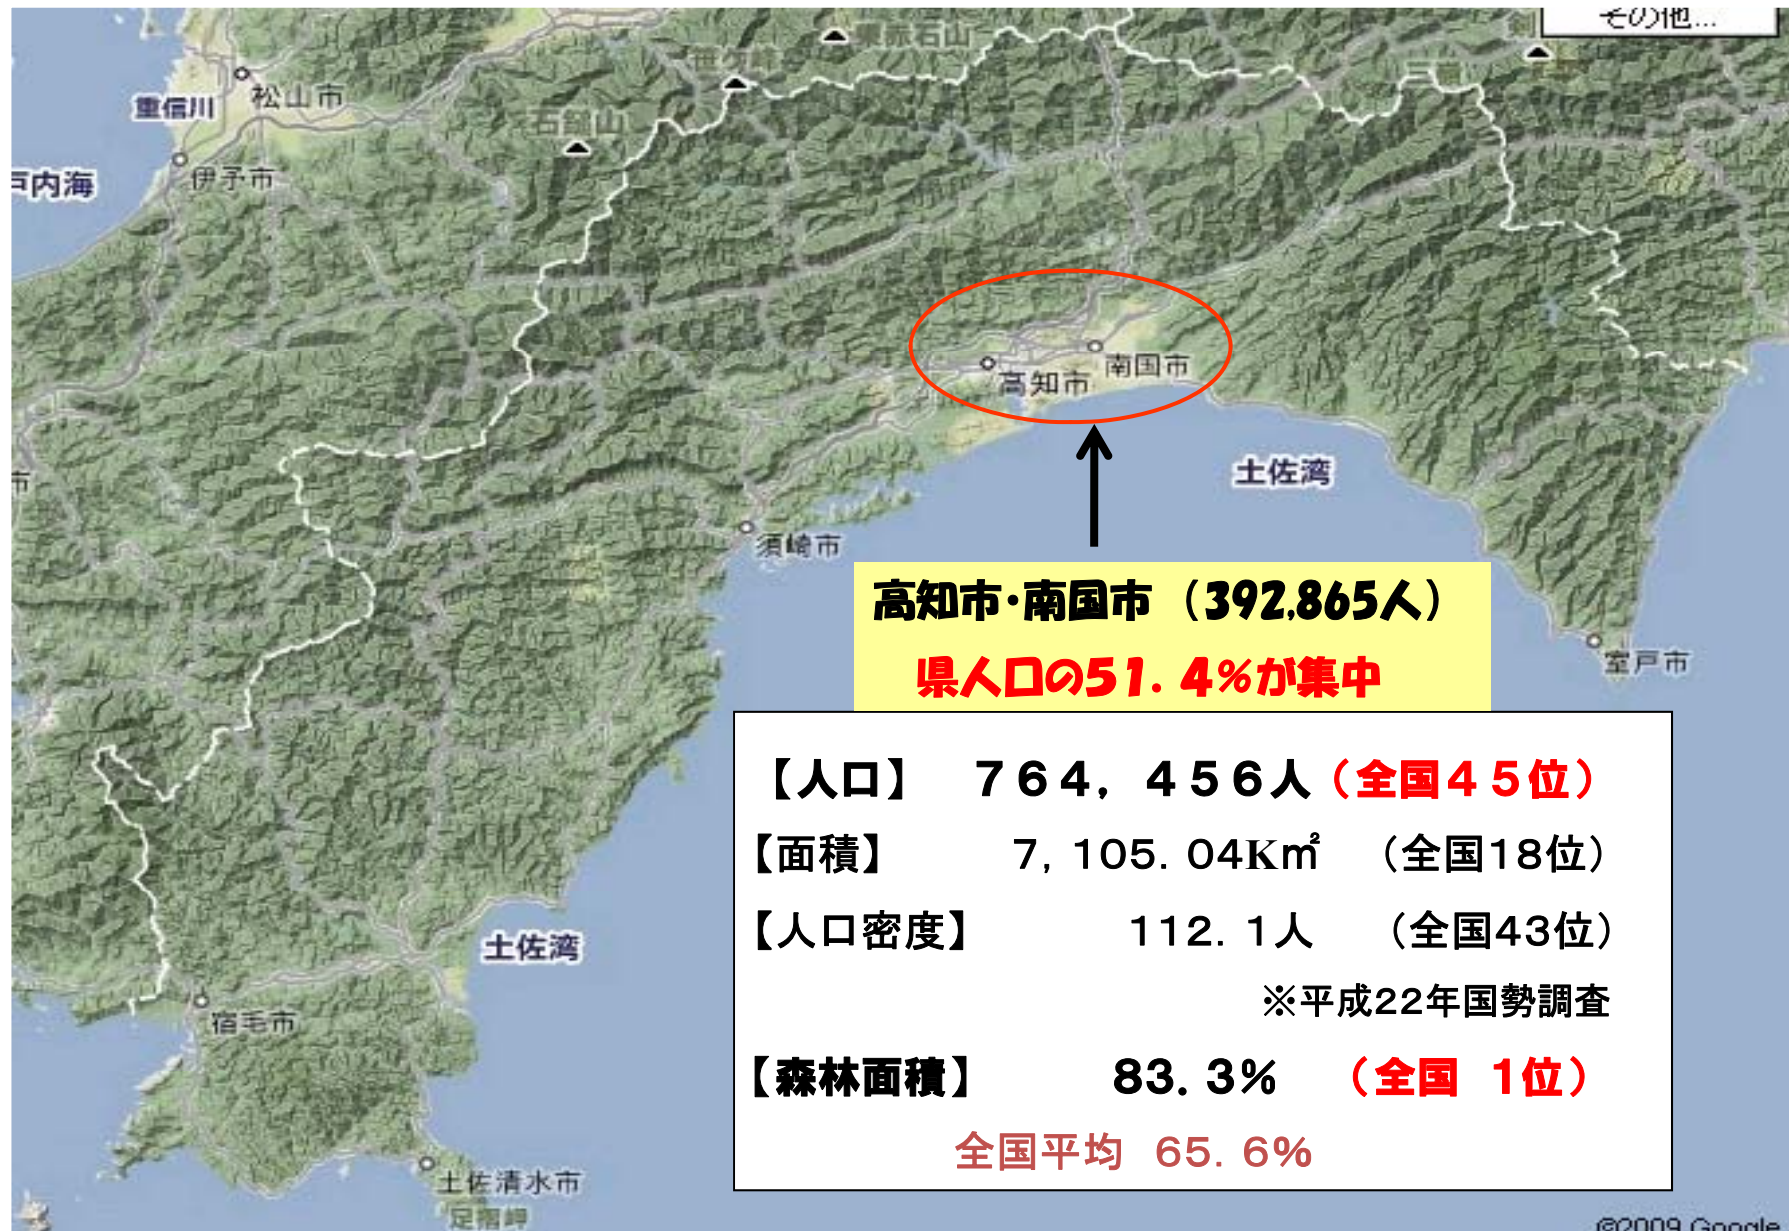 その他...
東赤石山
笹ヶ峰
三嶺
石鎚山
松山市
重信川
伊予市
戸内海
市
高知市
南国市
土佐湾
須崎市
室戸市
高知市・南国市（392,865人）
県人口の51．4％が集中
【人口】 764，456人（全国45位）
【面積】 7，105．04K㎡ （全国18位）
【人口密度】 112．1人 （全国43位）
※平成22年国勢調査
【森林面積】 83.3% （全国 1位）
全国平均 65．6％
土佐湾
宿毛市
土佐清水市
足摺岬
©2009 Google